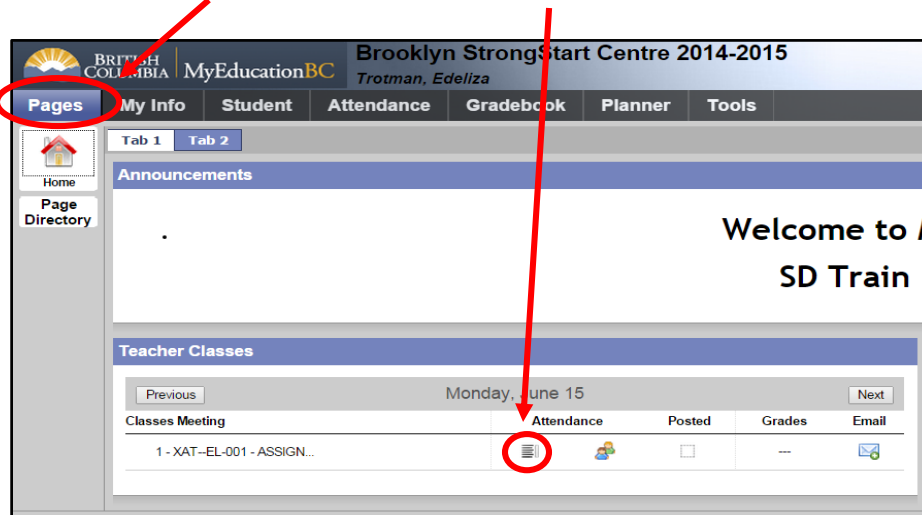 BRITISH COLUMBIA MyEducationBC
Brooklyn StrongStart Centre 2014-2015
Trotman, Edeliza
Pages My Info Student Attendance Gradebook Planner Tools
Tab 1 Tab 2
Home
Page Directory
Announcements
.
Welcome to
SD Train
Teacher Classes
Previous Monday, June 15 Next
Classes Meeting Attendance Posted Grades Email
1 - XAT--EL-001 - ASSIGN... ---